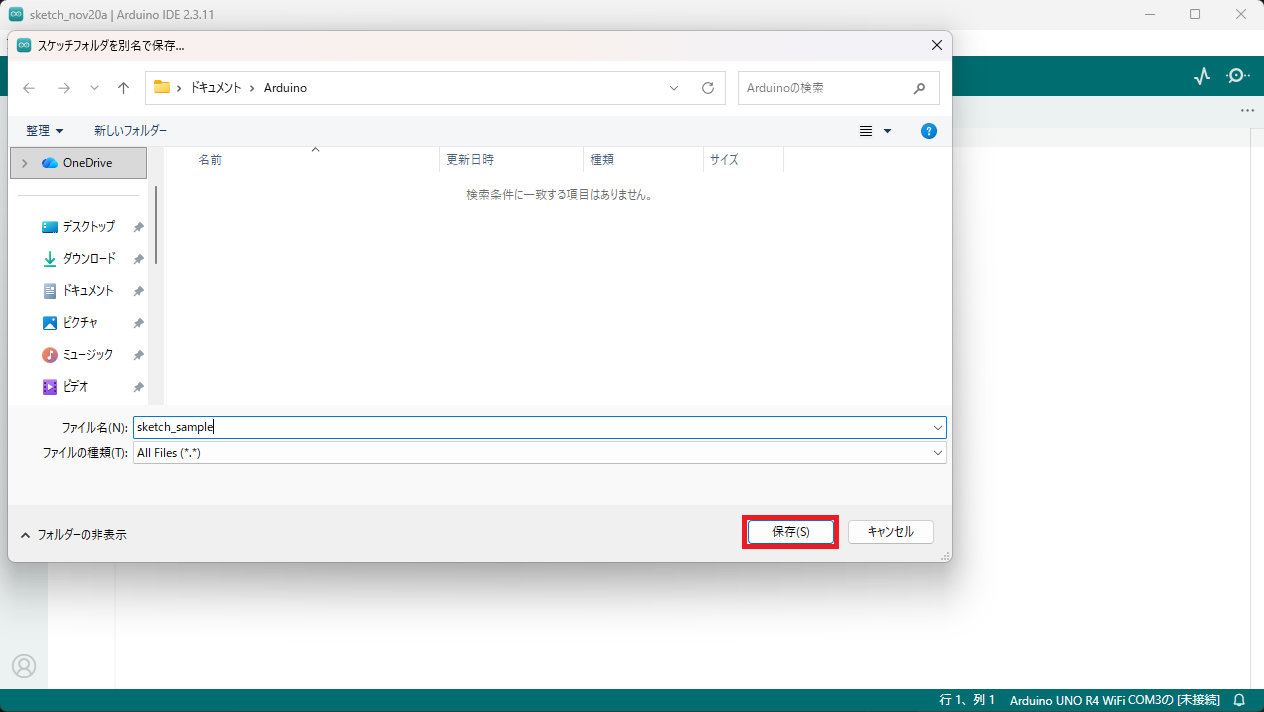 sketch_nov20a | Arduino IDE 2.3.11
スケッチフォルダを別名で保存...
ドキュメント › Arduino
Arduinoの検索
整理 新しいフォルダー
OneDrive
名前 更新日時 種類 サイズ
検索条件に一致する項目はありません。
デスクトップ
ダウンロード
ドキュメント
ピクチャ
ミュージック
ビデオ
ファイル名(N): sketch_sample
ファイルの種類(T): All Files (*.*)
フォルダーの非表示
保存(S) キャンセル
行 1、列 1 Arduino UNO R4 WiFi COM3の [未接続]